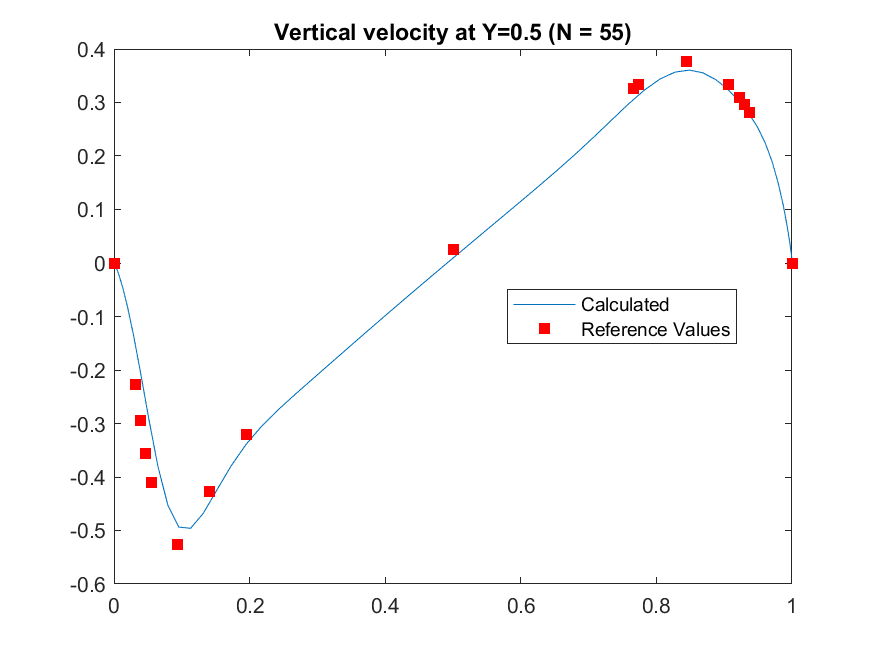 Vertical velocity at Y=0.5 (N = 55)
0.4
0.3
0.2
0.1
0
-0.1
-0.2
-0.3
-0.4
-0.5
-0.6
Calculated
Reference Values
0 0.2 0.4 0.6 0.8 1